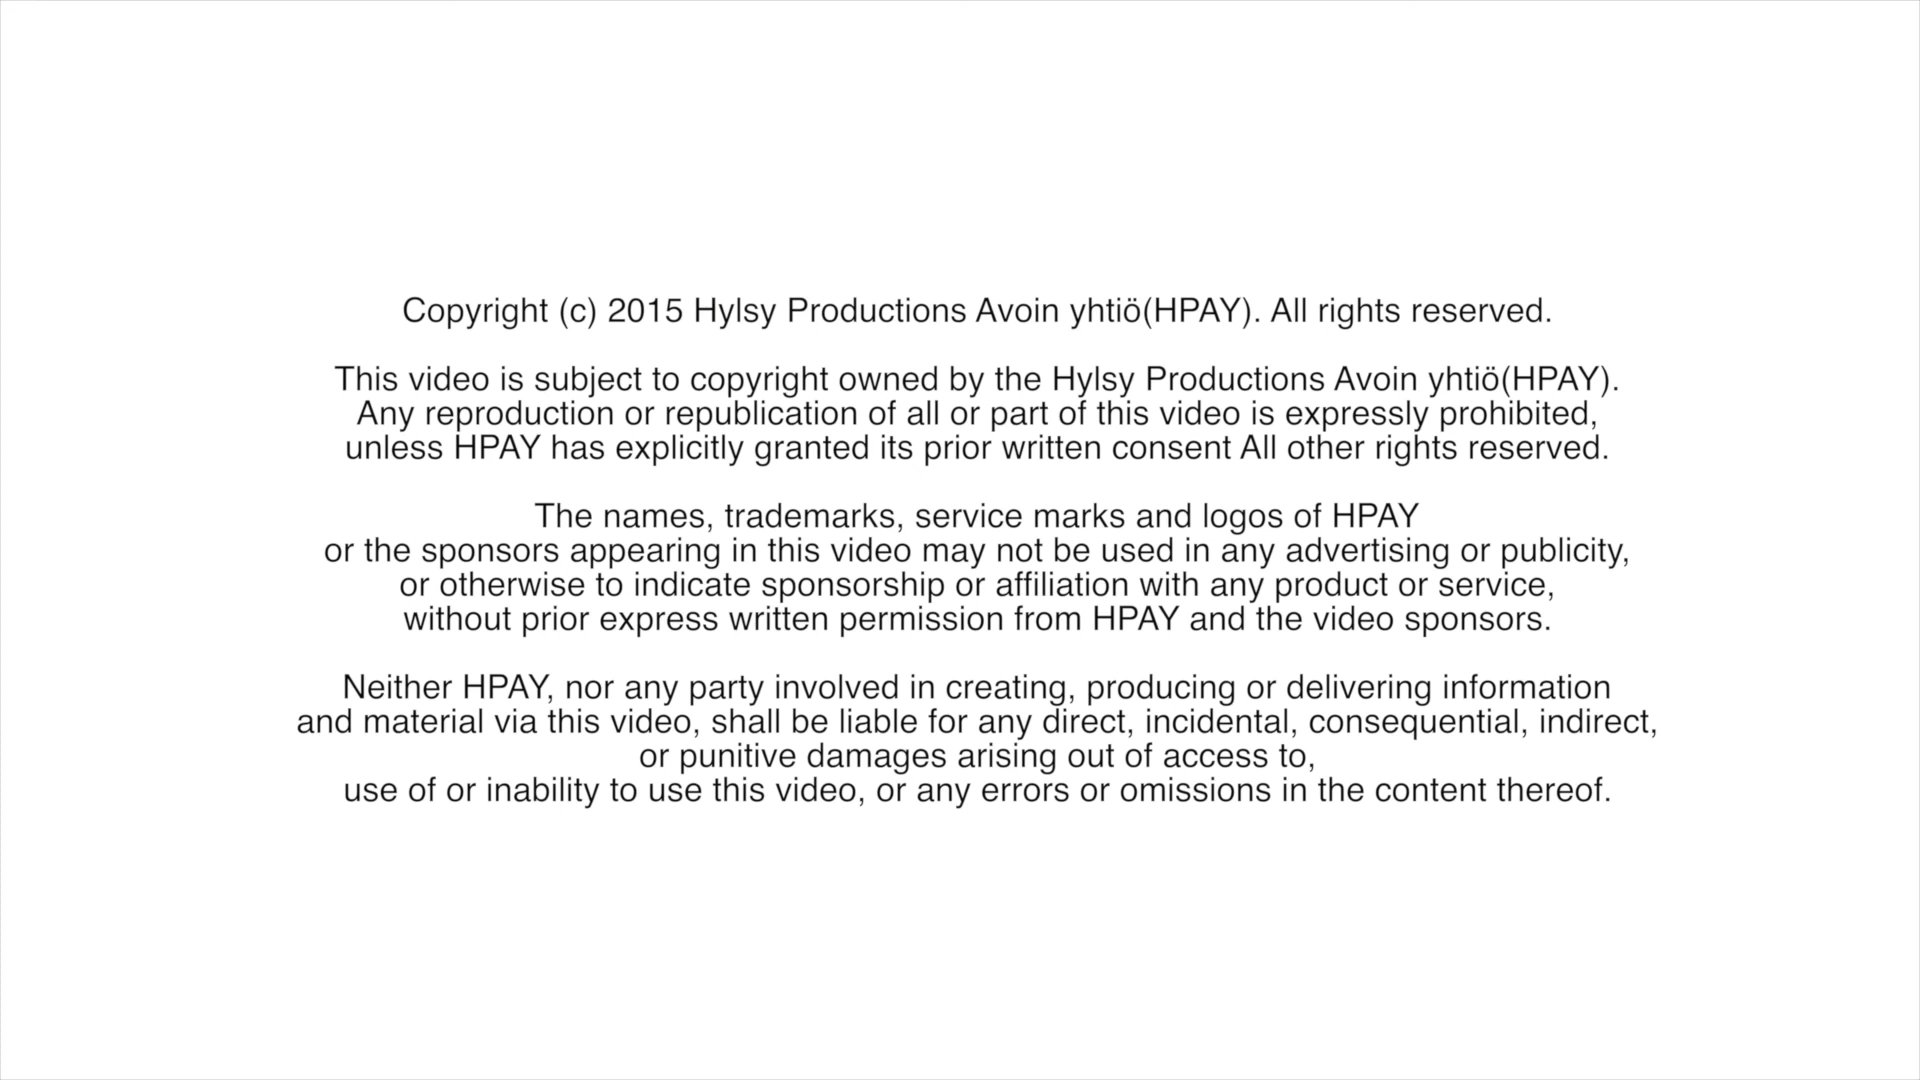 Copyright (c) 2015 Hylsy Productions Avoin yhtiö(HPAY). All rights reserved.
This video is subject to copyright owned by the Hylsy Productions Avoin yhtiö(HPAY).
Any reproduction or republication of all or part of this video is expressly prohibited,
unless HPAY has explicitly granted its prior written consent All other rights reserved.
The names, trademarks, service marks and logos of HPAY
or the sponsors appearing in this video may not be used in any advertising or publicity,
or otherwise to indicate sponsorship or affiliation with any product or service,
without prior express written permission from HPAY and the video sponsors.
Neither HPAY, nor any party involved in creating, producing or delivering information
and material via this video, shall be liable for any direct, incidental, consequential, indirect,
or punitive damages arising out of access to,
use of or inability to use this video, or any errors or omissions in the content thereof.